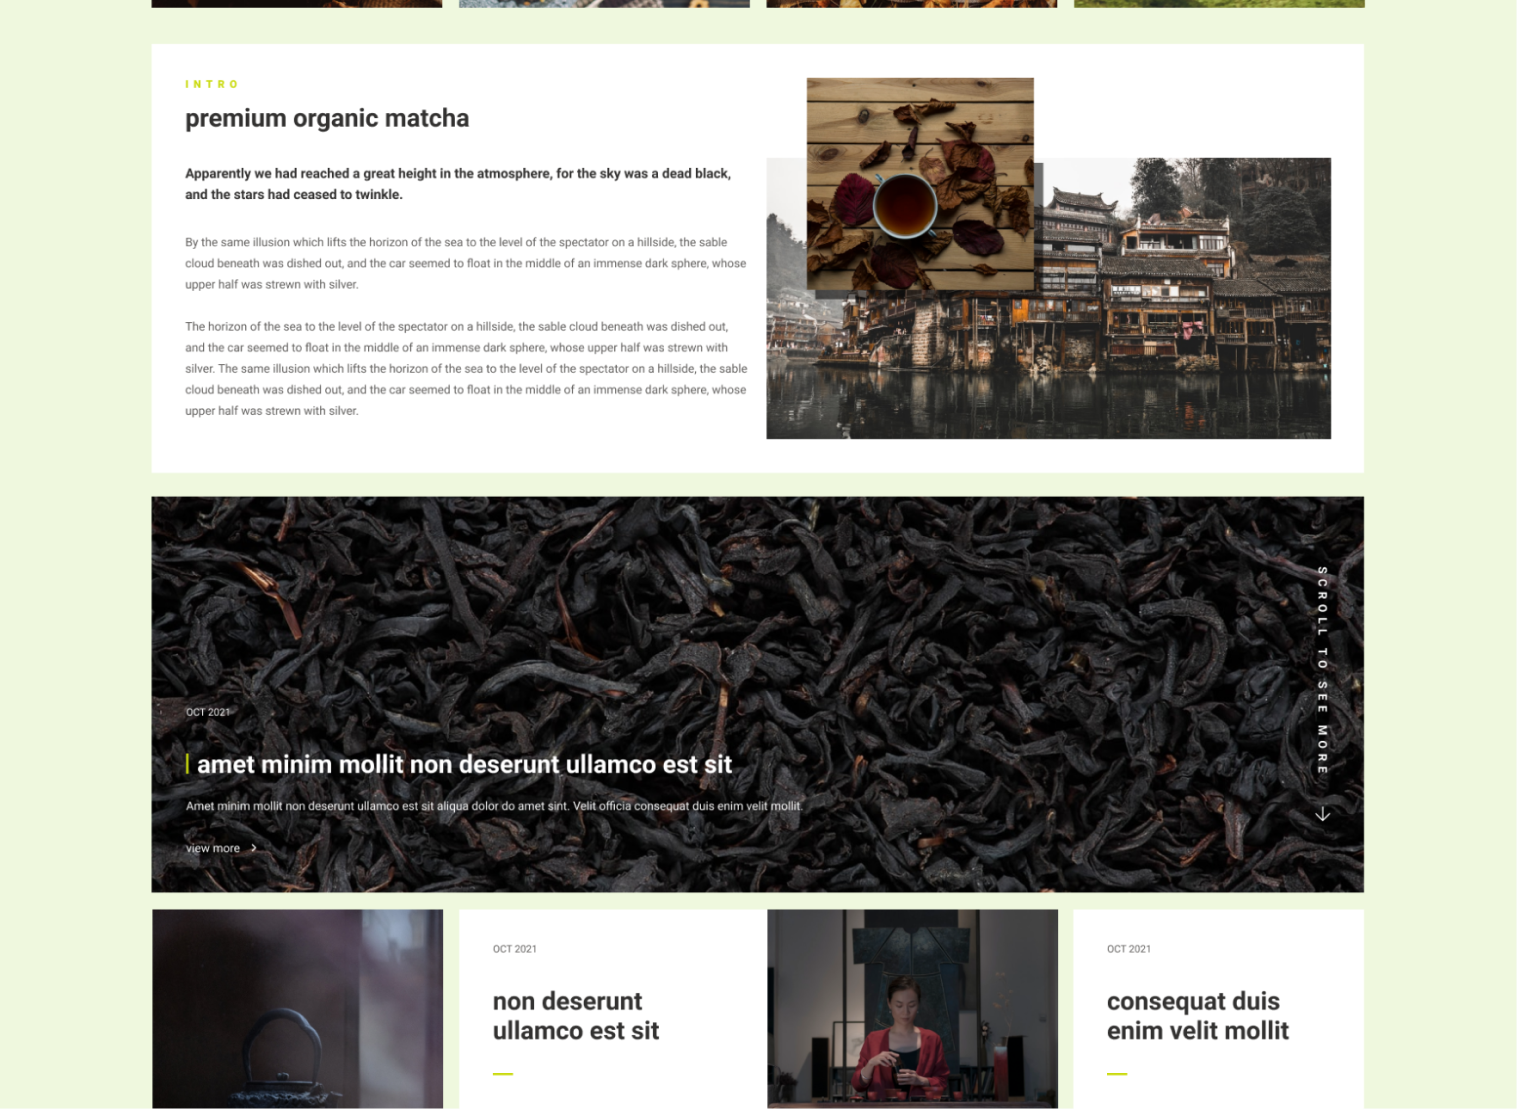 INTRO
premium organic matcha
Apparently we had reached a great height in the atmosphere, for the sky was a dead black,
and the stars had ceased to twinkle.
By the same illusion which lifts the horizon of the sea to the level of the spectator on a hillside, the sable
cloud beneath was dished out, and the car seemed to float in the middle of an immense dark sphere, whose
upper half was strewn with silver.
The horizon of the sea to the level of the spectator on a hillside, the sable cloud beneath was dished out,
and the car seemed to float in the middle of an immense dark sphere, whose upper half was strewn with
silver. The same illusion which lifts the horizon of the sea to the level of the spectator on a hillside, the sable
cloud beneath was dished out, and the car seemed to float in the middle of an immense dark sphere, whose
upper half was strewn with silver.
SCROLL TO SEE MORE
OCT 2021
amet minim mollit non deserunt ullamco est sit
Amet minim mollit non deserunt ullamco est sit aliqua dolor do amet sint. Velit officia consequat duis enim velit mollit.
view more
OCT 2021
non deserunt
ullamco est sit
OCT 2021
consequat duis
enim velit mollit